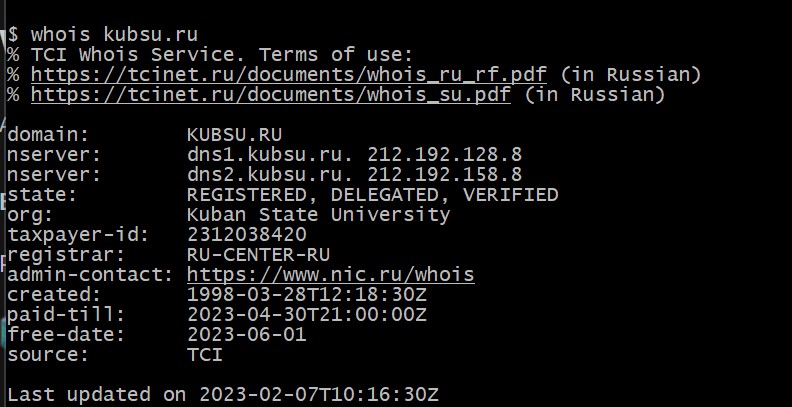 $ whois kubsu.ru
% TCI Whois Service. Terms of use:
% https://tcinet.ru/documents/whois_ru_rf.pdf (in Russian)
% https://tcinet.ru/documents/whois_su.pdf (in Russian)
domain: KUBSU.RU
nserver: dns1.kubsu.ru. 212.192.128.8
nserver: dns2.kubsu.ru. 212.192.158.8
state: REGISTERED, DELEGATED, VERIFIED
org: Kuban State University
taxpayer-id: 2312038420
registrar: RU-CENTER-RU
admin-contact: https://www.nic.ru/whois
created: 1998-03-28T12:18:30Z
paid-till: 2023-04-30T21:00:00Z
free-date: 2023-06-01
source: TCI
Last updated on 2023-02-07T10:16:30Z